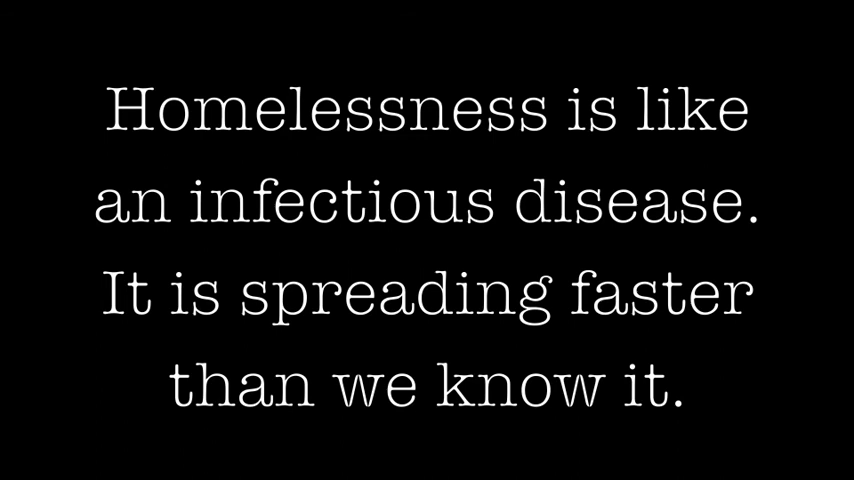 Homelessness is like
an infectious disease.
It is spreading faster
than we know it.